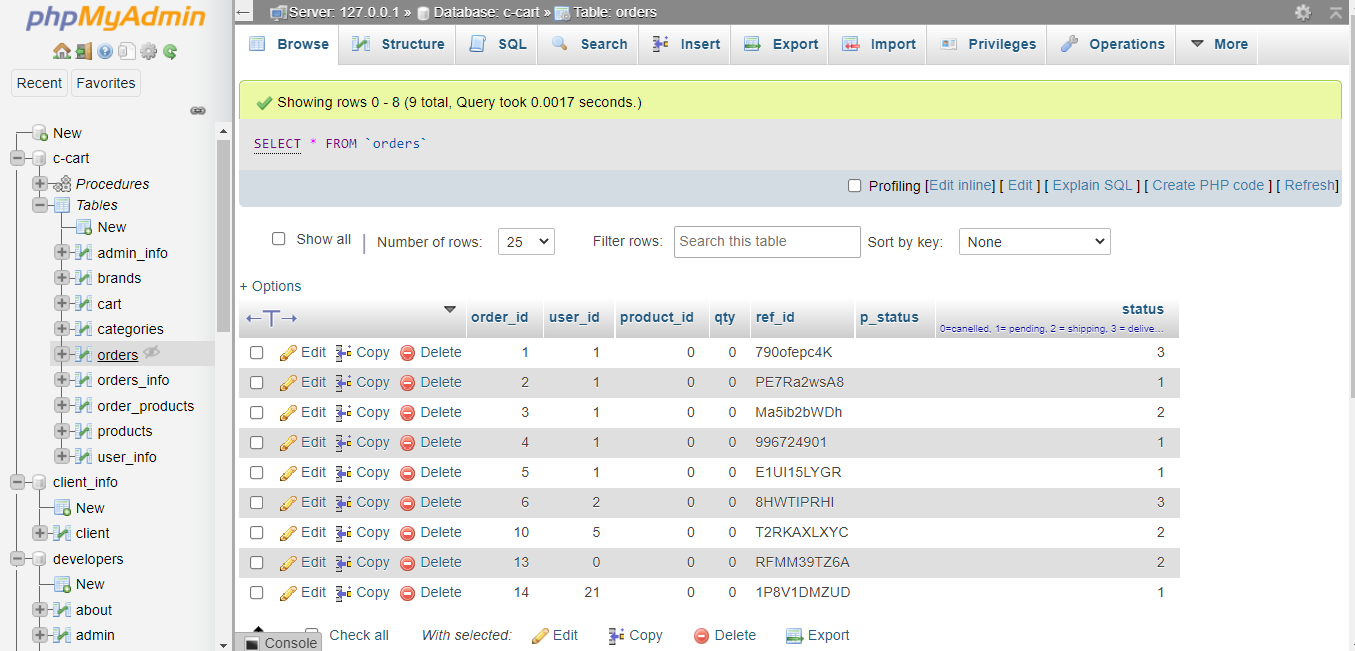 phpMyAdmin
Recent Favorites
New
c-cart
Procedures
Tables
New
admin_info
brands
cart
categories
orders
orders_info
order_products
products
user_info
client_info
New
client
developers
New
about
admin
Server: 127.0.0.1 » Database: c-cart » Table: orders
Browse Structure SQL Search Insert Export Import Privileges Operations More
Showing rows 0 - 8 (9 total, Query took 0.0017 seconds.)
SELECT * FROM `orders`
Profiling [Edit inline] [ Edit ] [ Explain SQL ] [ Create PHP code ] [ Refresh]
Show all | Number of rows: 25 Filter rows: Search this table Sort by key: None
+ Options
←T→ order_id user_id product_id qty ref_id p_status status
0=canelled, 1= pending, 2 = shipping, 3 = delive...
Edit Copy Delete 1 1 0 0 790ofepc4K 3
Edit Copy Delete 2 1 0 0 PE7Ra2wsA8 1
Edit Copy Delete 3 1 0 0 Ma5ib2bWDh 2
Edit Copy Delete 4 1 0 0 996724901 1
Edit Copy Delete 5 1 0 0 E1UI15LYGR 1
Edit Copy Delete 6 2 0 0 8HWTIPRHI 3
Edit Copy Delete 10 5 0 0 T2RKAXLXYC 2
Edit Copy Delete 13 0 0 0 RFMM39TZ6A 2
Edit Copy Delete 14 21 0 0 1P8V1DMZUD 1
Check all With selected: Edit Copy Delete Export
Console